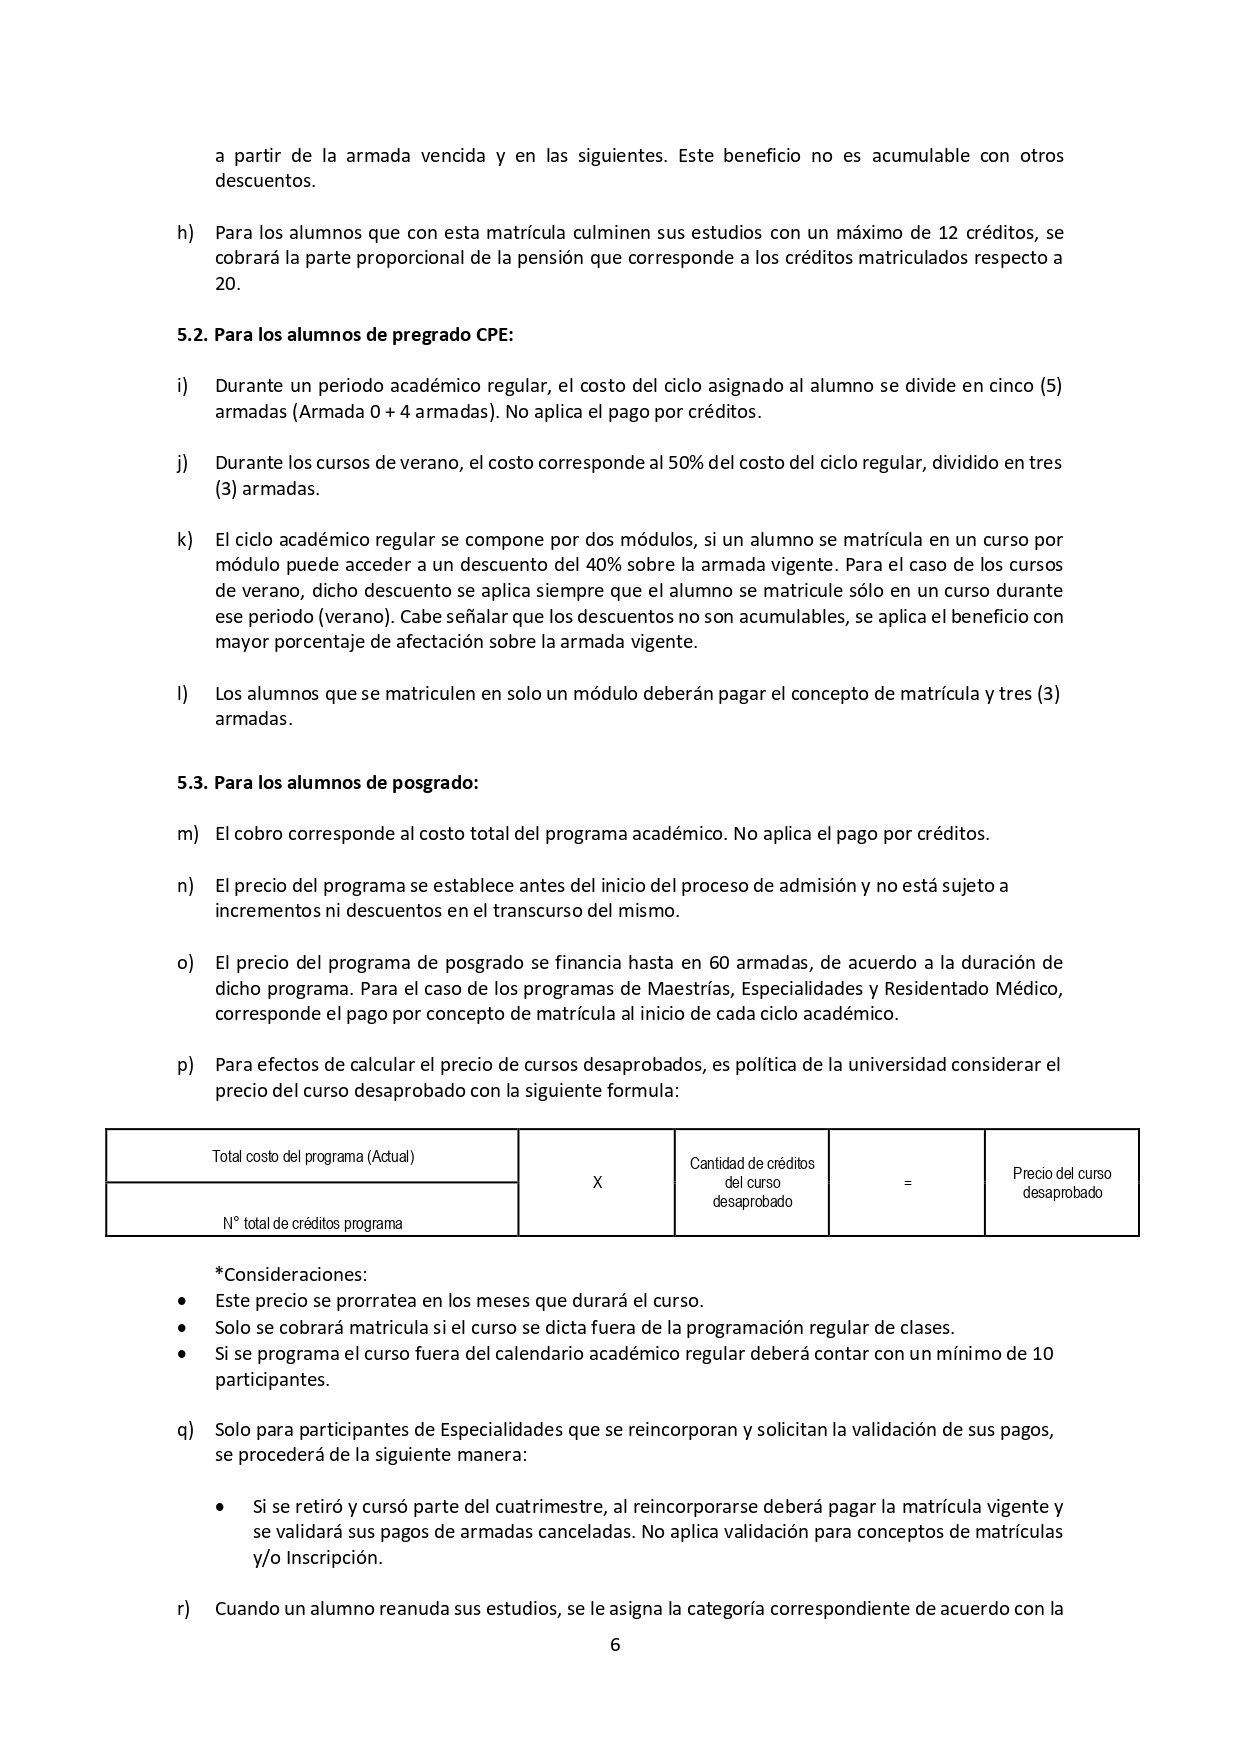 a partir de la armada vencida y en las siguientes. Este beneficio no es acumulable con otros
descuentos.
h) Para los alumnos que con esta matrícula culminen sus estudios con un máximo de 12 créditos, se
cobrará la parte proporcional de la pensión que corresponde a los créditos matriculados respecto a
20.
5.2. Para los alumnos de pregrado CPE:
i) Durante un periodo académico regular, el costo del ciclo asignado al alumno se divide en cinco (5)
armadas (Armada 0 + 4 armadas). No aplica el pago por créditos.
j) Durante los cursos de verano, el costo corresponde al 50% del costo del ciclo regular, dividido en tres
(3) armadas.
k) El ciclo académico regular se compone por dos módulos, si un alumno se matrícula en un curso por
módulo puede acceder a un descuento del 40% sobre la armada vigente. Para el caso de los cursos
de verano, dicho descuento se aplica siempre que el alumno se matricule sólo en un curso durante
ese periodo (verano). Cabe señalar que los descuentos no son acumulables, se aplica el beneficio con
mayor porcentaje de afectación sobre la armada vigente.
l) Los alumnos que se matriculen en solo un módulo deberán pagar el concepto de matrícula y tres (3)
armadas.
5.3. Para los alumnos de posgrado:
m) El cobro corresponde al costo total del programa académico. No aplica el pago por créditos.
n) El precio del programa se establece antes del inicio del proceso de admisión y no está sujeto a
incrementos ni descuentos en el transcurso del mismo.
o) El precio del programa de posgrado se financia hasta en 60 armadas, de acuerdo a la duración de
dicho programa. Para el caso de los programas de Maestrías, Especialidades y Residentado Médico,
corresponde el pago por concepto de matrícula al inicio de cada ciclo académico.
p) Para efectos de calcular el precio de cursos desaprobados, es política de la universidad considerar el
precio del curso desaprobado con la siguiente formula:
Total costo del programa (Actual)
N° total de créditos programa
X
Cantidad de créditos
del curso
desaprobado
=
Precio del curso
desaprobado
*Consideraciones:
• Este precio se prorratea en los meses que durará el curso.
• Solo se cobrará matricula si el curso se dicta fuera de la programación regular de clases.
• Si se programa el curso fuera del calendario académico regular deberá contar con un mínimo de 10
participantes.
q) Solo para participantes de Especialidades que se reincorporan y solicitan la validación de sus pagos,
se procederá de la siguiente manera:
• Si se retiró y cursó parte del cuatrimestre, al reincorporarse deberá pagar la matrícula vigente y
se validará sus pagos de armadas canceladas. No aplica validación para conceptos de matrículas
y/o Inscripción.
r) Cuando un alumno reanuda sus estudios, se le asigna la categoría correspondiente de acuerdo con la
6